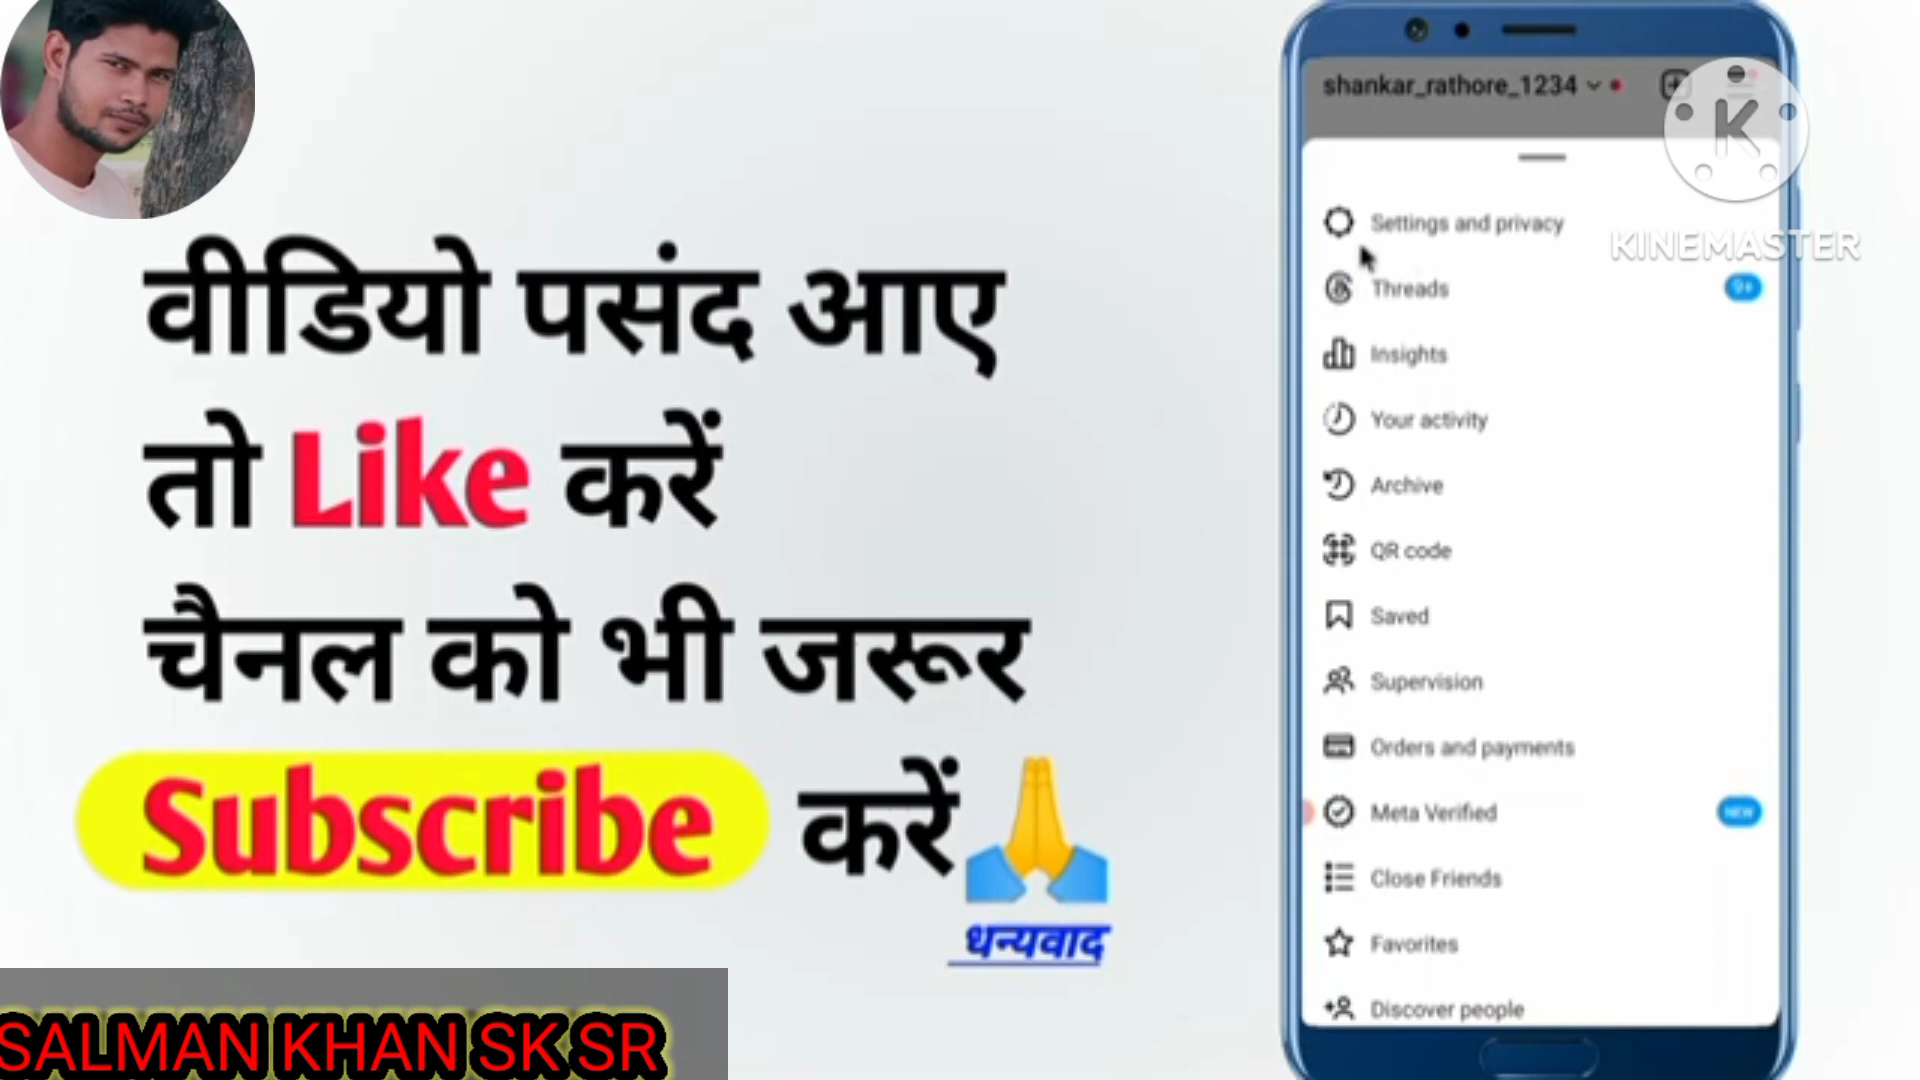 वीडियो पसंद आए
तो Like करें
चैनल को भी जरूर
Subscribe करें
धन्यवाद
SALMAN KHAN SK SR
shankar_rathore_1234
K
KINEMASTER
Settings and privacy
Threads 9+
Insights
Your activity
Archive
QR code
Saved
Supervision
Orders and payments
Meta Verified NEW
Close Friends
Favorites
Discover people